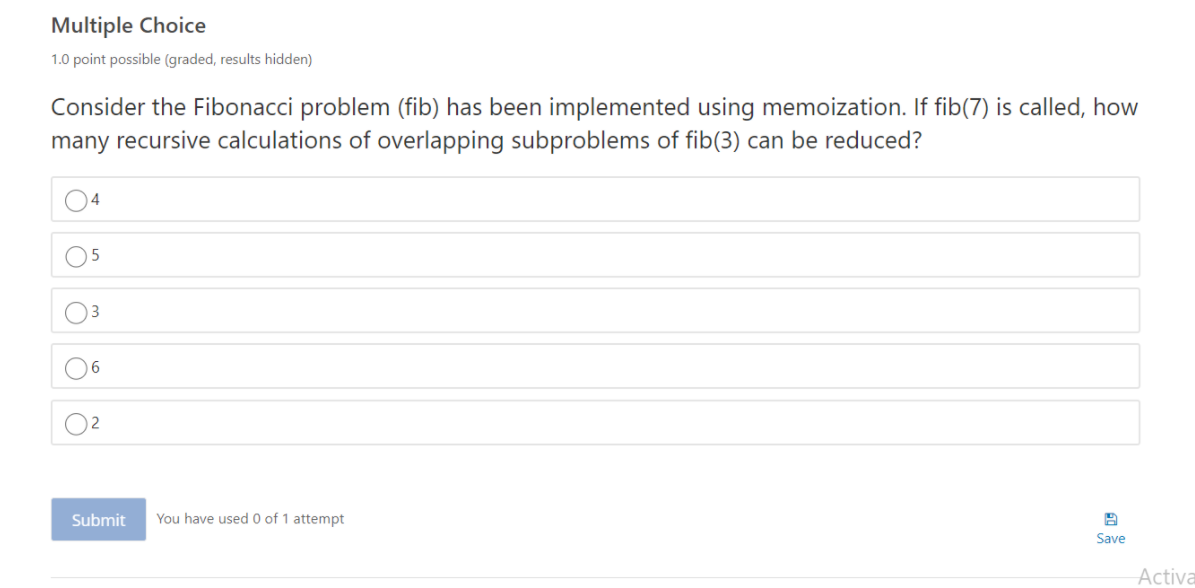 Multiple Choice
1.0 point possible (graded, results hidden)
Consider the Fibonacci problem (fib) has been implemented using memoization. If fib(7) is called, how
many recursive calculations of overlapping subproblems of fib(3) can be reduced?
4
5
3
6
2
Submit You have used 0 of 1 attempt
Save
Activa